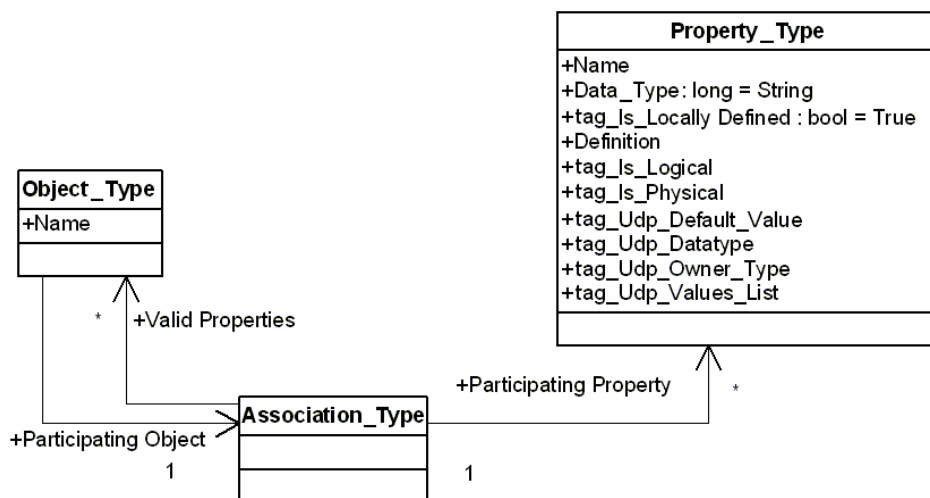 Property_Type
+Name
+Data_Type: long = String
+tag_Is_Locally Defined : bool = True
+Definition
+tag_Is_Logical
+tag_Is_Physical
+tag_Udp_Default_Value
+tag_Udp_Datatype
+tag_Udp_Owner_Type
+tag_Udp_Values_List
Object_Type
+Name
*
+Valid Properties
+Participating Property
*
Association_Type
+Participating Object
1
1